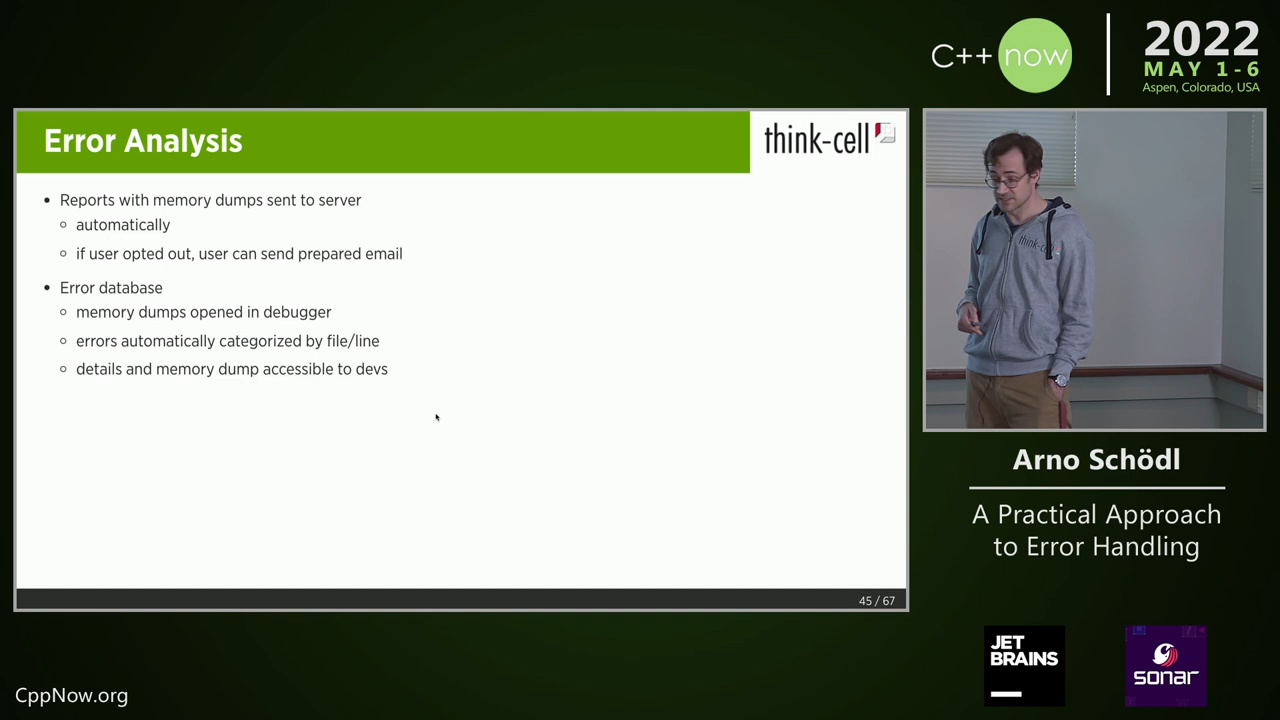 C++ now
2022
MAY 1-6
Aspen, Colorado, USA
Error Analysis
think-cell
• Reports with memory dumps sent to server
○ automatically
○ if user opted out, user can send prepared email
• Error database
○ memory dumps opened in debugger
○ errors automatically categorized by file/line
○ details and memory dump accessible to devs
45 / 67
think-cell
Arno Schödl
A Practical Approach
to Error Handling
JET
BRAINS
sonar
CppNow.org